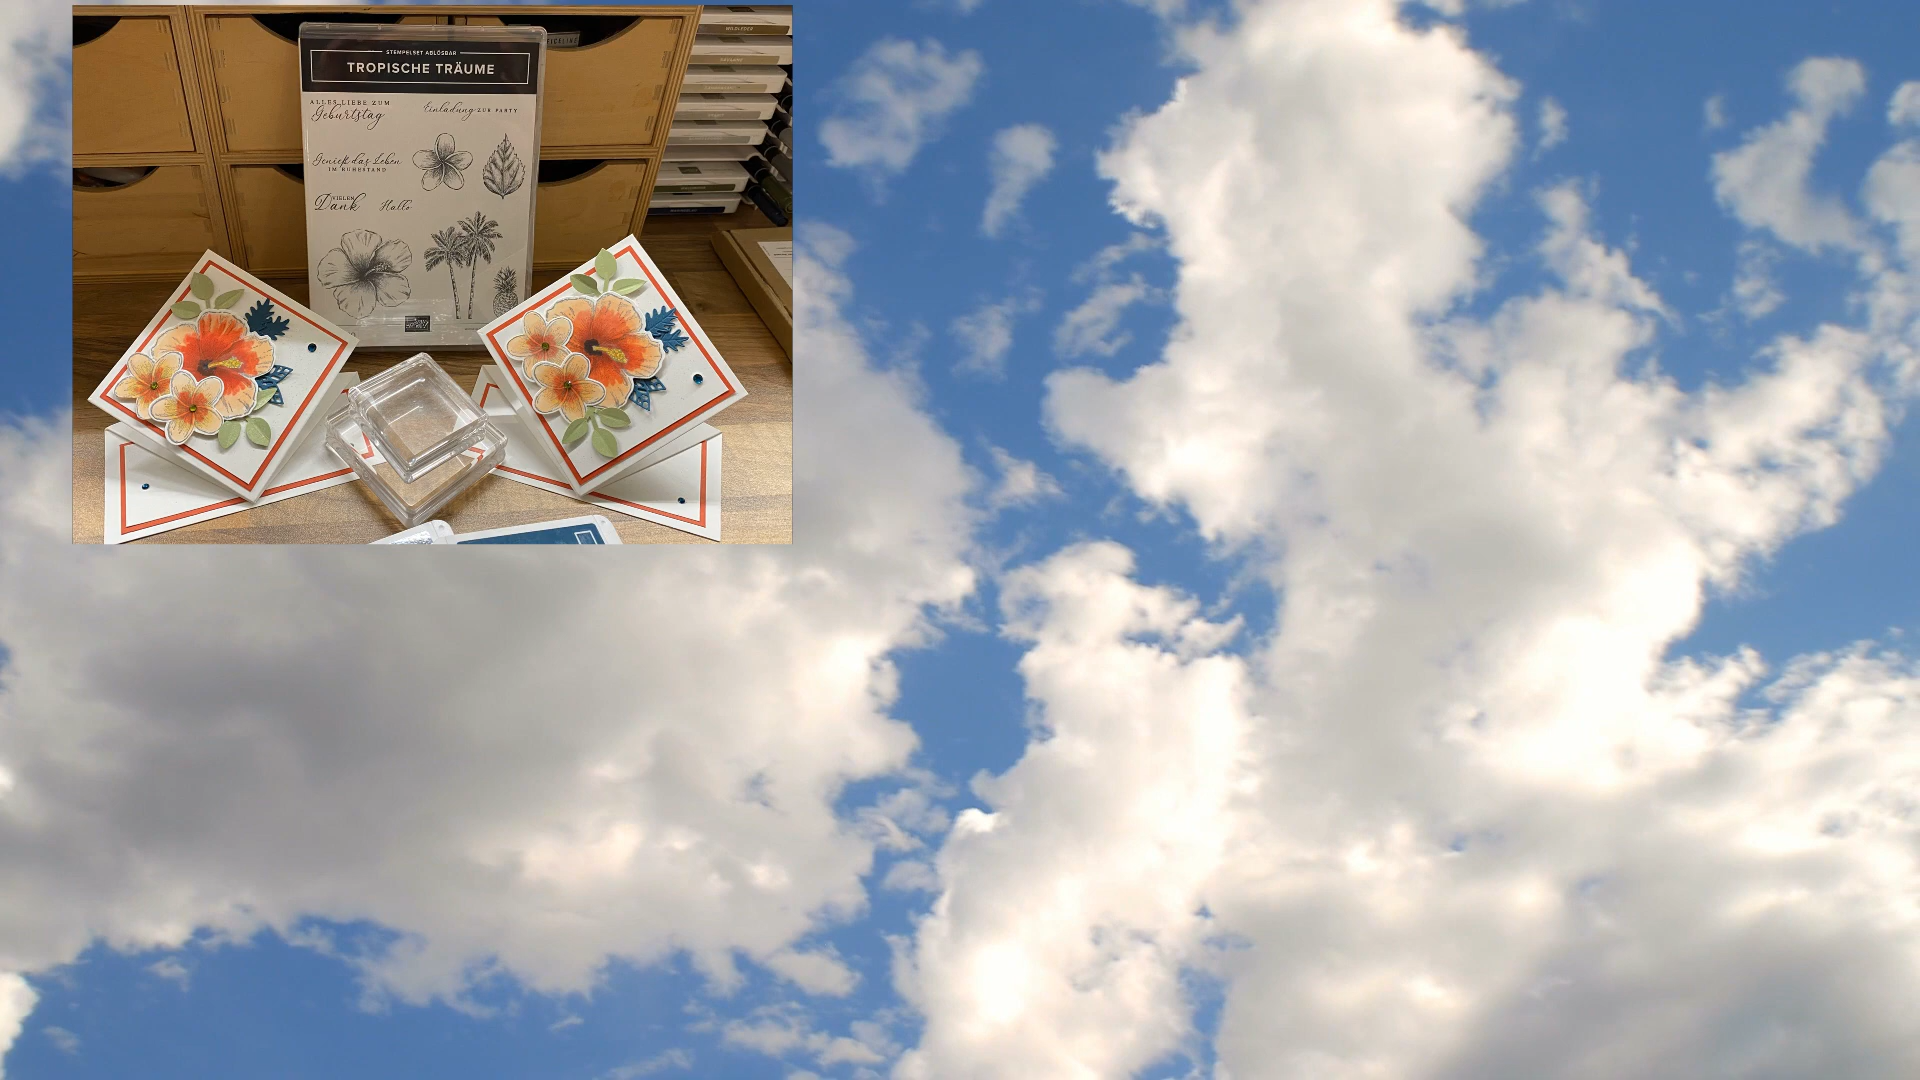 STEMPELSET ABLÖSBAR
TROPISCHE TRÄUME
ALLES LIEBE ZUM
Geburtstag
Einladung ZUR PARTY
Genieß das Leben
IM RUHESTAND
VIELEN
Dank
Hallo
WILDLEDER